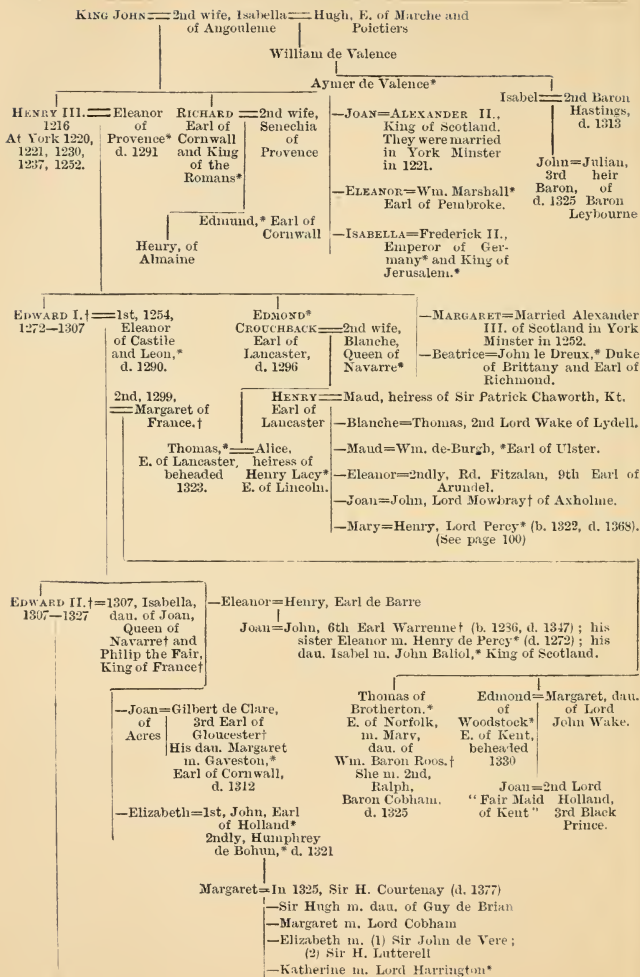 KING JOHN=2nd wife, Isabella=Hugh, E. of Marche and
of Angouleme
Poictiers
William de Valence
Aymer de Valence*
HENRY III.=Eleanor
1216
of
At York 1220,
Provence*
1221, 1230,
d. 1291
1237, 1252.
RICHARD=2nd wife,
Earl of
Senechia
Cornwall
of
and King
Provence
of the
Romans*
Edmund,* Earl of
Cornwall
Henry, of
Almaine
—JOAN=ALEXANDER II.,
King of Scotland.
They were married
in York Minster
in 1221.
—ELEANOR=Wm. Marshall*
Earl of Pembroke.
—ISABELLA=Frederick II.,
Emperor of Ger-
many* and King of
Jerusalem.*
Isabel=2nd Baron
Hastings,
d. 1313
John=Julian,
3rd heir
Baron, of
d. 1325 Baron
Leybourne
EDWARD I.†=1st, 1254,
1272—1307
Eleanor
of Castile
and Leon,*
d. 1290.
2nd, 1299,
=Margaret of
France.†
EDMOND*
CROUCHBACK=2nd wife,
Earl of
Blanche,
Lancaster,
Queen of
d. 1296
Navarre*
—MARGARET=Married Alexander
III. of Scotland in York
Minster in 1252.
—Beatrice=John le Dreux,* Duke
of Brittany and Earl of
Richmond.
HENRY=Maud, heiress of Sir Patrick Chaworth, Kt.
Earl of
Lancaster
Thomas,*=Alice,
E. of Lancaster, heiress of
beheaded Henry Lacy*
1323. E. of Lincoln.
—Blanche=Thomas, 2nd Lord Wake of Lydell.
—Maud=Wm. de-Burgh, *Earl of Ulster.
—Eleanor=2ndly, Rd. Fitzalan, 9th Earl of
Arundel.
—Joan=John, Lord Mowbray† of Axholme.
—Mary=Henry, Lord Percy* (b. 1322, d. 1368).
(See page 100)
EDWARD II.†=1307, Isabella,
1307—1327
dau. of Joan,
Queen of
Navarre† and
Philip the Fair,
King of France†
—Eleanor=Henry, Earl de Barre
Joan=John, 6th Earl Warrenne† (b. 1286, d. 1347) ; his
sister Eleanor m. Henry de Percy* (d. 1272) ; his
dau. Isabel m. John Baliol,* King of Scotland.
—Joan=Gilbert de Clare,
of 3rd Earl of
Acres Gloucester†
His dau. Margaret
m. Gaveston,*
Earl of Cornwall,
d. 1312
—Elizabeth=1st, John, Earl
of Holland*
2ndly, Humphrey
de Bohun,* d. 1321
Thomas of
Brotherton.*
E. of Norfolk,
m. Mary,
dau. of
Wm. Baron Roos.†
She m. 2nd,
Ralph,
Baron Cobham.
d. 1325
Edmond=Margaret, dau.
of of Lord
Woodstock* John Wake.
E. of Kent,
beheaded
1330
Joan=2nd Lord
"Fair Maid Holland,
of Kent" 3rd Black
Prince.
Margaret=In 1325, Sir H. Courtenay (d. 1377)
—Sir Hugh m. dau. of Guy de Brian
—Margaret m. Lord Cobham
—Elizabeth m. (1) Sir John de Vere ;
(2) Sir H. Lutterell
—Katherine m. Lord Harrington*